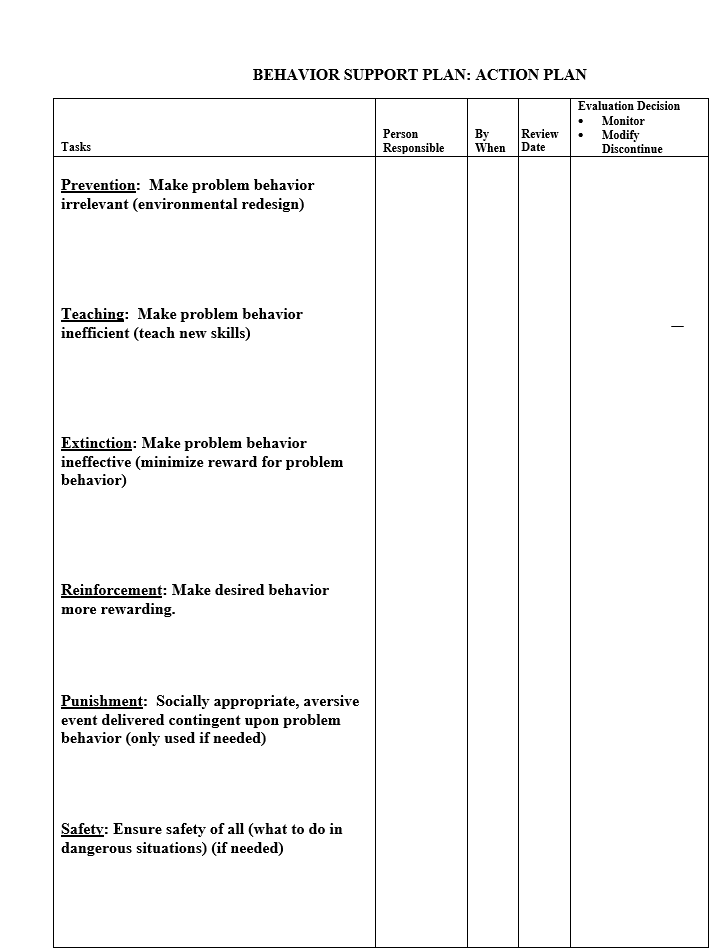 BEHAVIOR SUPPORT PLAN: ACTION PLAN
Tasks
Person
Responsible
By
When
Review
Date
Evaluation Decision
• Monitor
• Modify
Discontinue
Prevention: Make problem behavior
irrelevant (environmental redesign)
Teaching: Make problem behavior
inefficient (teach new skills)
Extinction: Make problem behavior
ineffective (minimize reward for problem
behavior)
Reinforcement: Make desired behavior
more rewarding.
Punishment: Socially appropriate, aversive
event delivered contingent upon problem
behavior (only used if needed)
Safety: Ensure safety of all (what to do in
dangerous situations) (if needed)